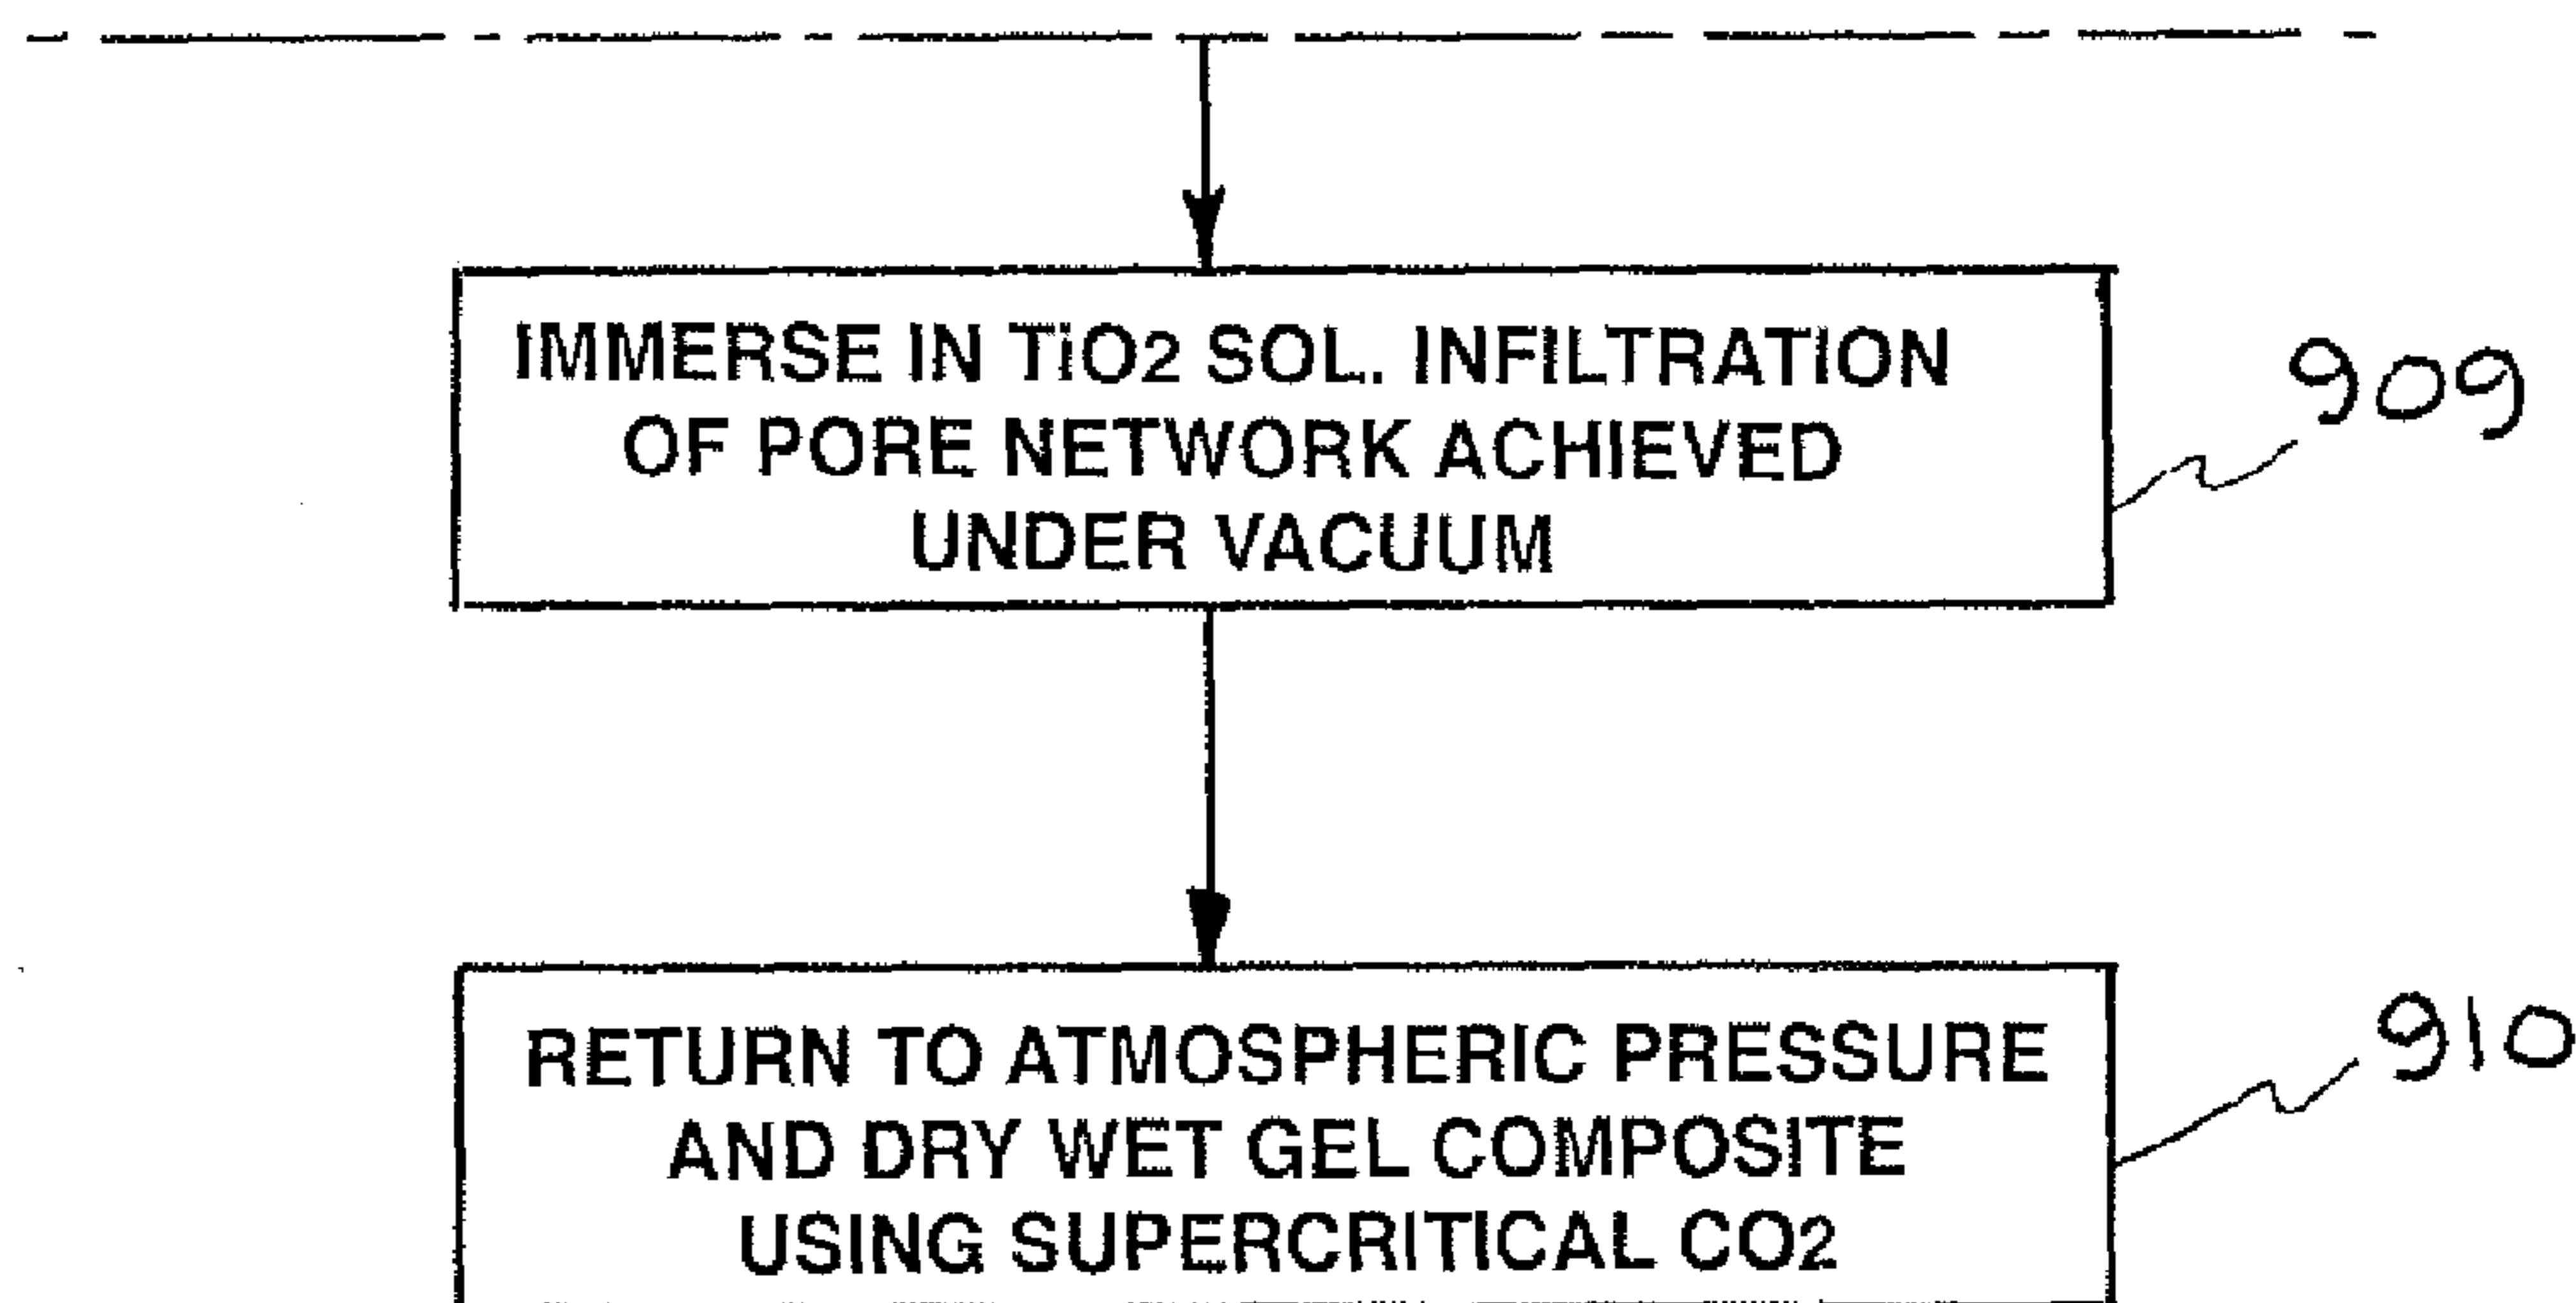 IMMERSE IN TiO2 SOL. INFILTRATION
OF PORE NETWORK ACHIEVED
UNDER VACUUM
909
RETURN TO ATMOSPHERIC PRESSURE
AND DRY WET GEL COMPOSITE
USING SUPERCRITICAL CO2
910